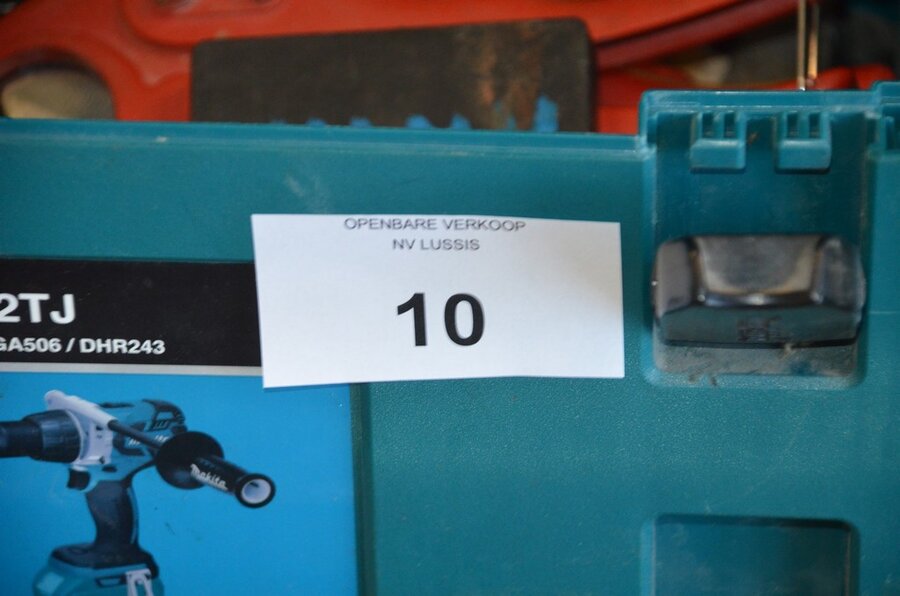 OPENBARE VERKOOP
NV LUSSIS
10
2TJ
GA506 / DHR243
Makita